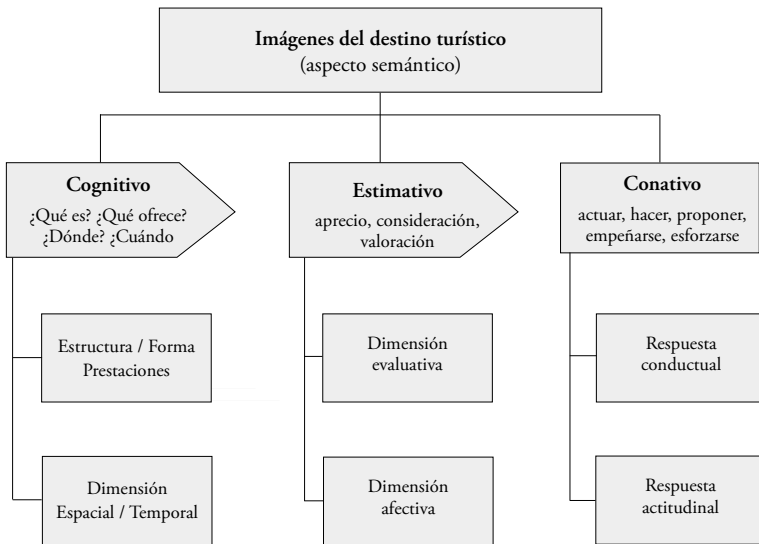 Imágenes del destino turístico
(aspecto semántico)
Cognitivo
¿Qué es? ¿Qué ofrece?
¿Dónde? ¿Cuándo
Estimativo
aprecio, consideración,
valoración
Conativo
actuar, hacer, proponer,
empeñarse, esforzarse
Estructura / Forma
Prestaciones
Dimensión
evaluativa
Respuesta
conductual
Dimensión
Espacial / Temporal
Dimensión
afectiva
Respuesta
actitudinal